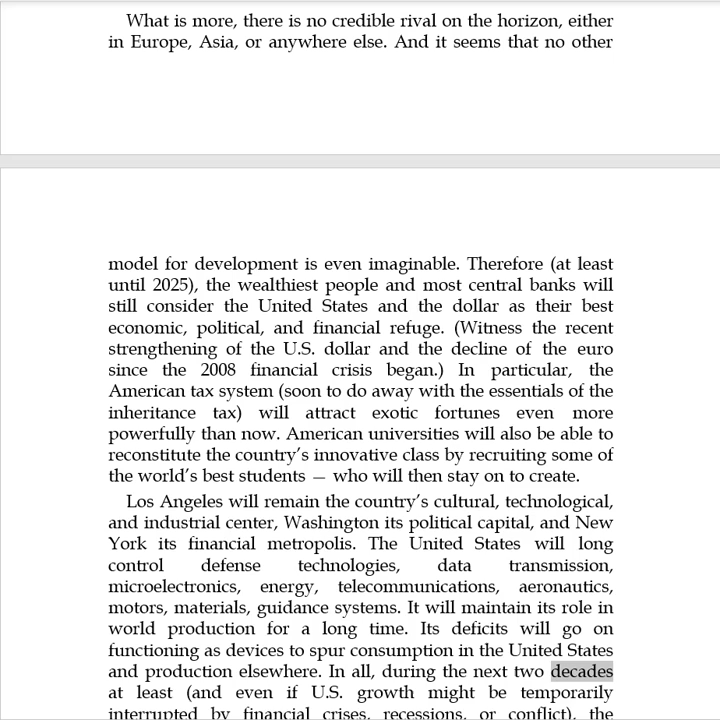 What is more, there is no credible rival on the horizon, either
in Europe, Asia, or anywhere else. And it seems that no other
model for development is even imaginable. Therefore (at least
until 2025), the wealthiest people and most central banks will
still consider the United States and the dollar as their best
economic, political, and financial refuge. (Witness the recent
strengthening of the U.S. dollar and the decline of the euro
since the 2008 financial crisis began.) In particular, the
American tax system (soon to do away with the essentials of the
inheritance tax) will attract exotic fortunes even more
powerfully than now. American universities will also be able to
reconstitute the country’s innovative class by recruiting some of
the world’s best students — who will then stay on to create.
Los Angeles will remain the country’s cultural, technological,
and industrial center, Washington its political capital, and New
York its financial metropolis. The United States will long
control defense technologies, data transmission,
microelectronics, energy, telecommunications, aeronautics,
motors, materials, guidance systems. It will maintain its role in
world production for a long time. Its deficits will go on
functioning as devices to spur consumption in the United States
and production elsewhere. In all, during the next two decades
at least (and even if U.S. growth might be temporarily
interrupted by financial crises, recessions, or conflict), the